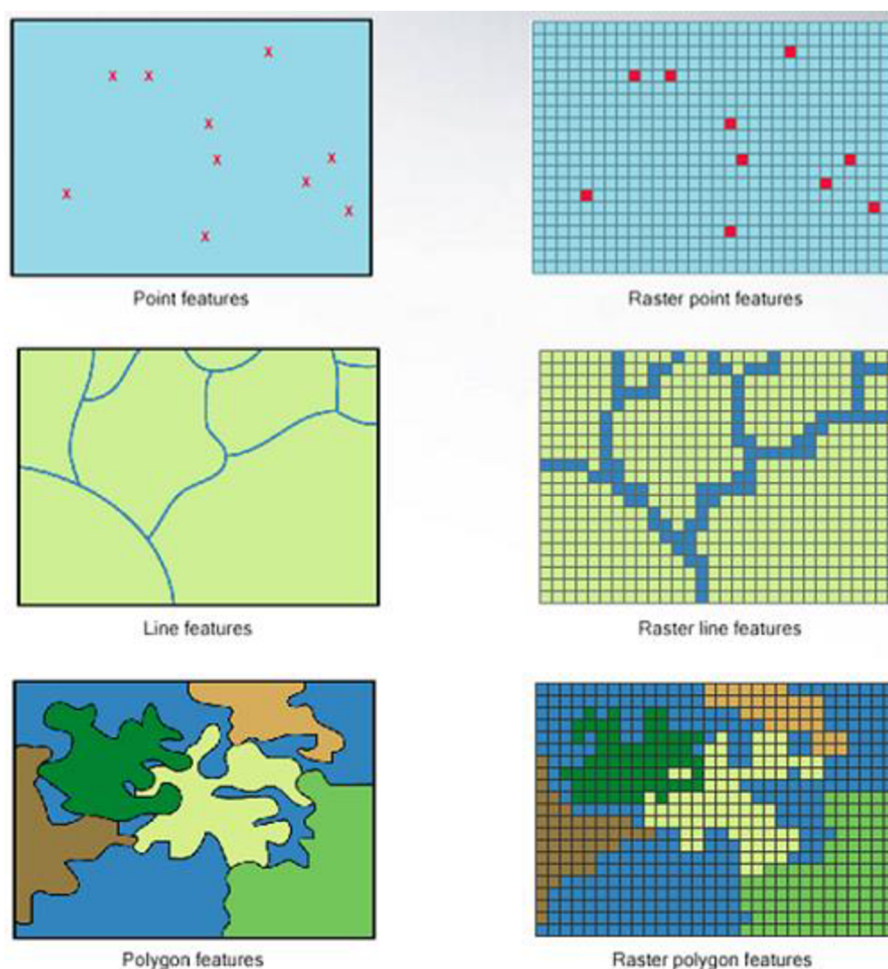 Point features
Raster point features
Line features
Raster line features
Polygon features
Raster polygon features